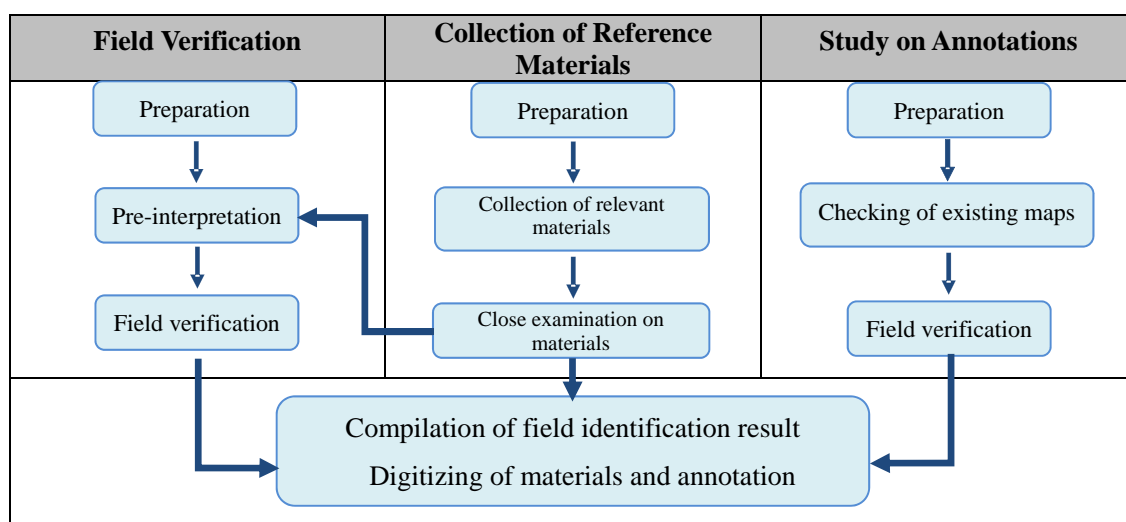 Field Verification
Collection of Reference
Materials
Study on Annotations
Preparation
Preparation
Preparation
Pre-interpretation
Collection of relevant
materials
Checking of existing maps
Field verification
Close examination on
materials
Field verification
Compilation of field identification result
Digitizing of materials and annotation